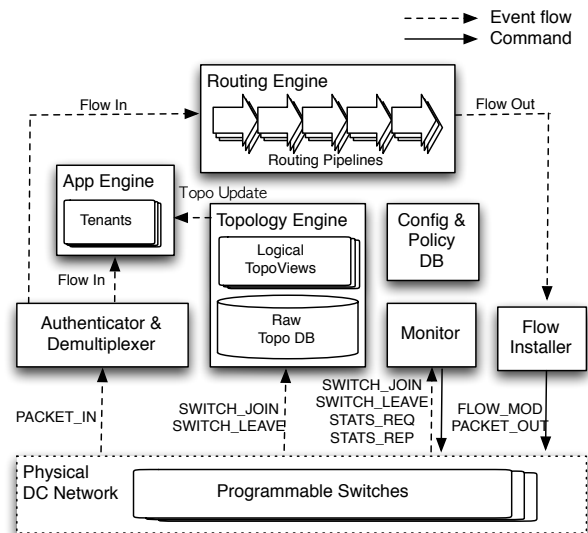 Event flow
Command
Routing Engine
Flow In
Flow Out
Routing Pipelines
App Engine
Topo Update
Tenants
Topology Engine
Config &
Policy
DB
Logical
TopoViews
Flow In
Raw
Topo DB
Authenticator &
Demultiplexer
Monitor
Flow
Installer
PACKET_IN
SWITCH_JOIN
SWITCH_LEAVE
SWITCH_JOIN
SWITCH_LEAVE
STATS_REQ
STATS_REP
FLOW_MOD
PACKET_OUT
Physical
DC Network
Programmable Switches